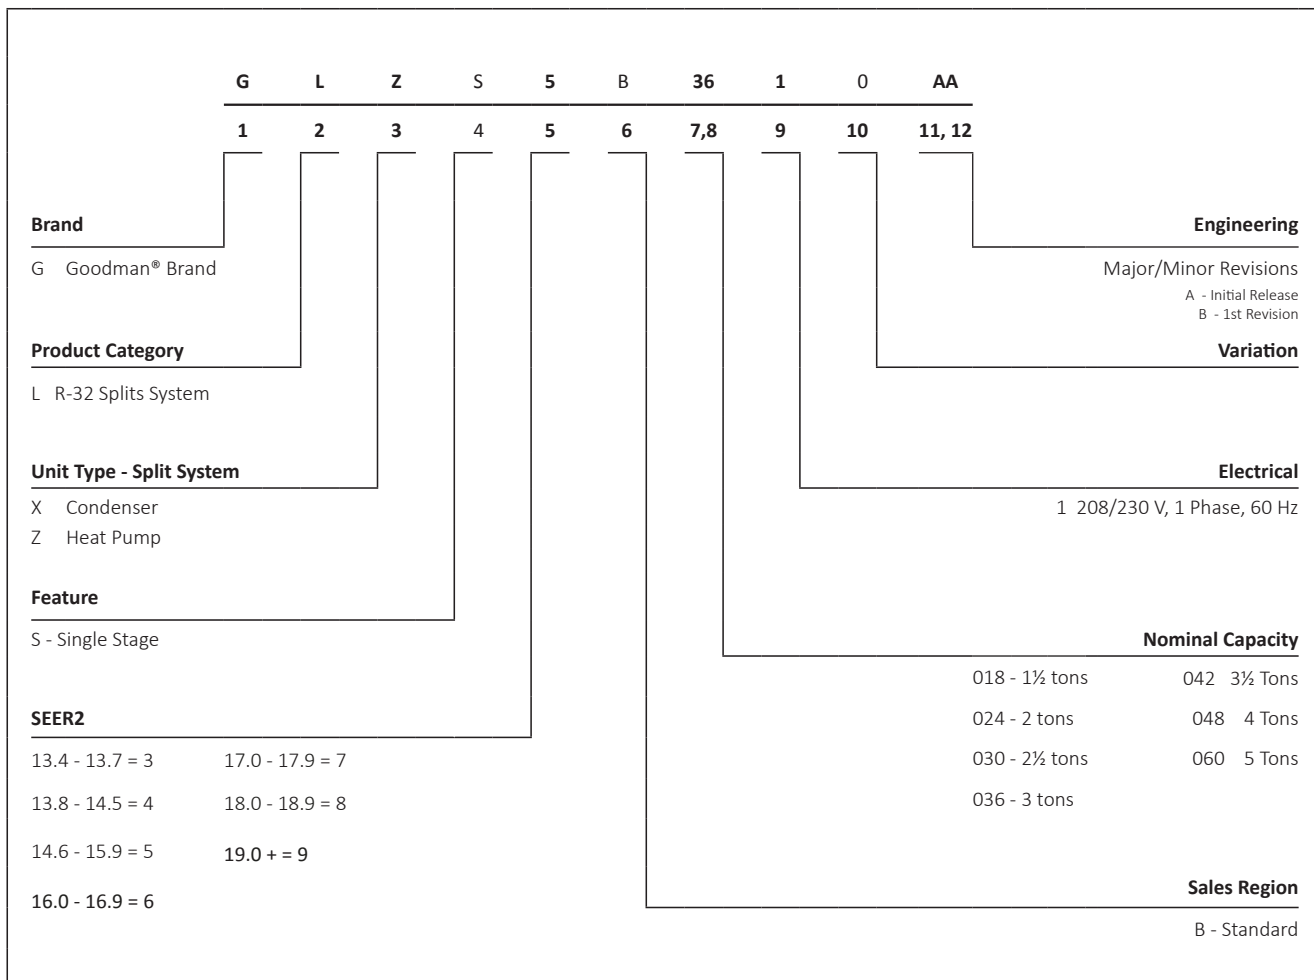 G L Z S 5 B 36 1 0 AA
1 2 3 4 5 6 7,8 9 10 11, 12
Brand
G Goodman® Brand
Product Category
L R-32 Splits System
Unit Type - Split System
X Condenser
Z Heat Pump
Feature
S - Single Stage
SEER2
13.4 - 13.7 = 3 17.0 - 17.9 = 7
13.8 - 14.5 = 4 18.0 - 18.9 = 8
14.6 - 15.9 = 5 19.0 + = 9
16.0 - 16.9 = 6
Engineering
Major/Minor Revisions
A - Initial Release
B - 1st Revision
Variation
Electrical
1 208/230 V, 1 Phase, 60 Hz
Nominal Capacity
018 - 1½ tons 042 3½ Tons
024 - 2 tons 048 4 Tons
030 - 2½ tons 060 5 Tons
036 - 3 tons
Sales Region
B - Standard